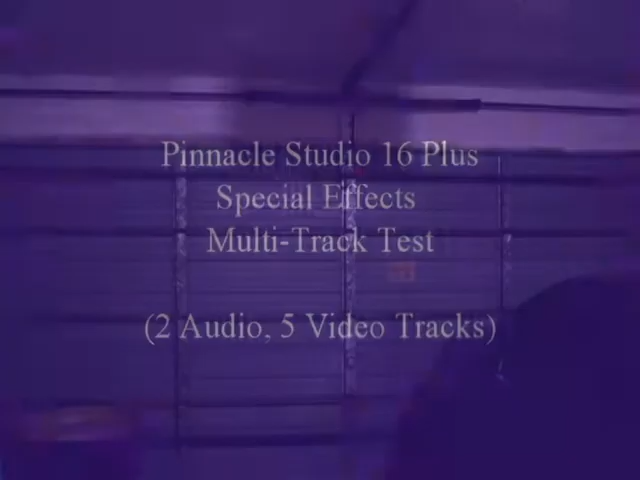 Pinnacle Studio 16 Plus
Special Effects
Multi-Track Test
(2 Audio, 5 Video Tracks)